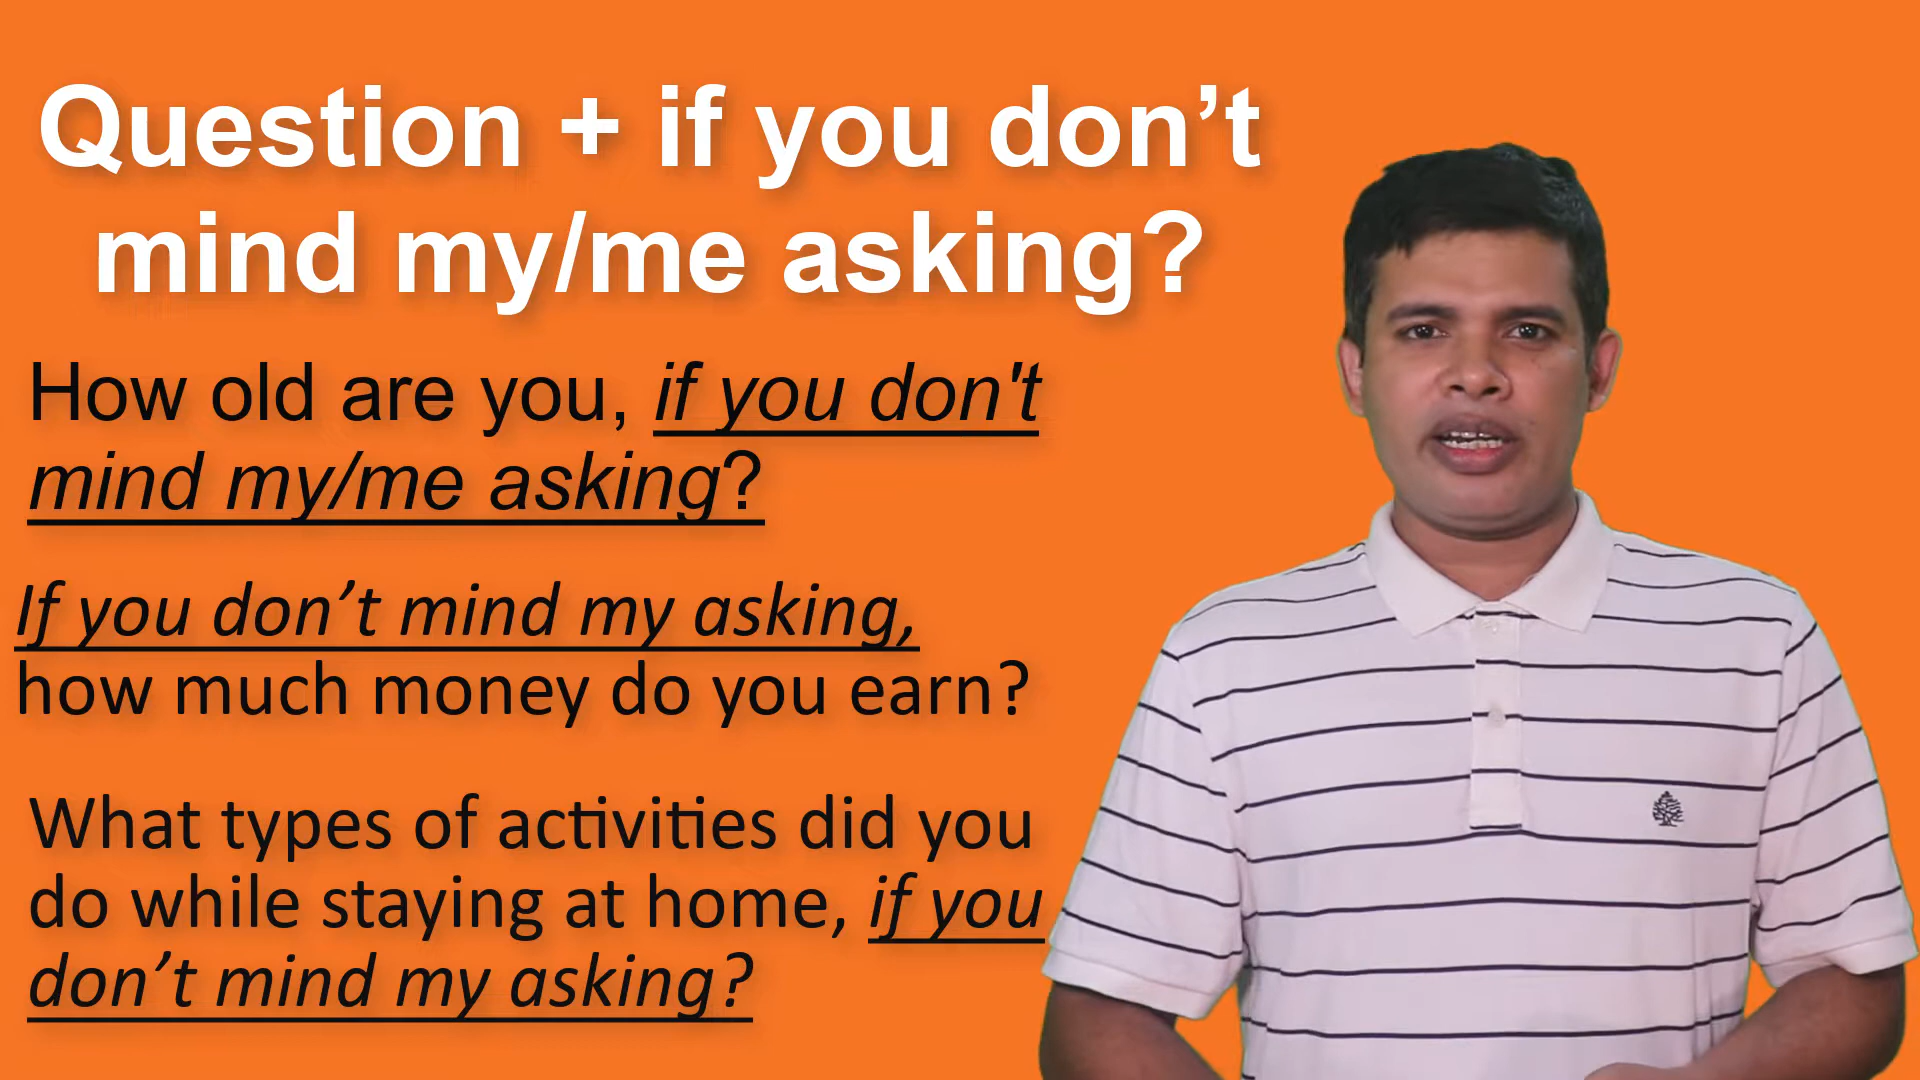 Question + if you don’t
mind my/me asking?
How old are you, if you don't
mind my/me asking?
If you don’t mind my asking,
how much money do you earn?
What types of activities did you
do while staying at home, if you
don’t mind my asking?